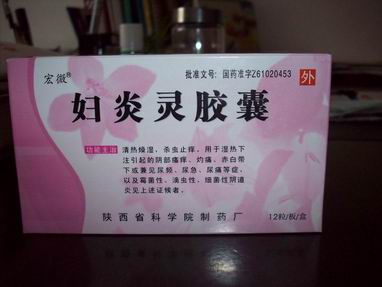 宏微®
批准文号: 国药准字Z61020453
外
妇炎灵胶囊
功能主治 清热燥湿, 杀虫止痒, 用于湿热下
注引起的阴部瘙痒、灼痛、赤白带
下或兼见尿频、尿急、尿痛等症,
以及霉菌性、滴虫性、细菌性阴道
炎见上述证候者。
陕西省科学院制药厂
12粒/板/盒